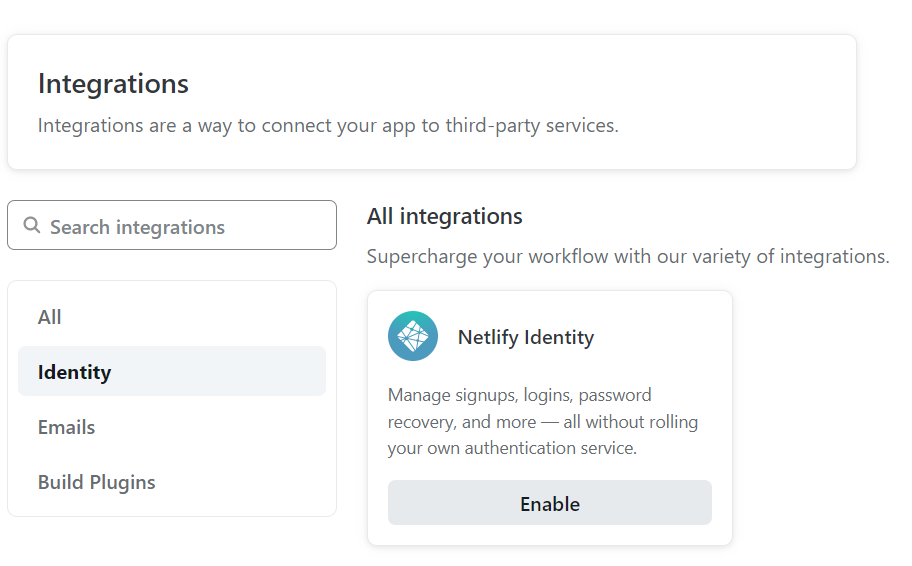 Integrations
Integrations are a way to connect your app to third-party services.
Search integrations
All
Identity
Emails
Build Plugins
All integrations
Supercharge your workflow with our variety of integrations.
Netlify Identity
Manage signups, logins, password
recovery, and more — all without rolling
your own authentication service.
Enable